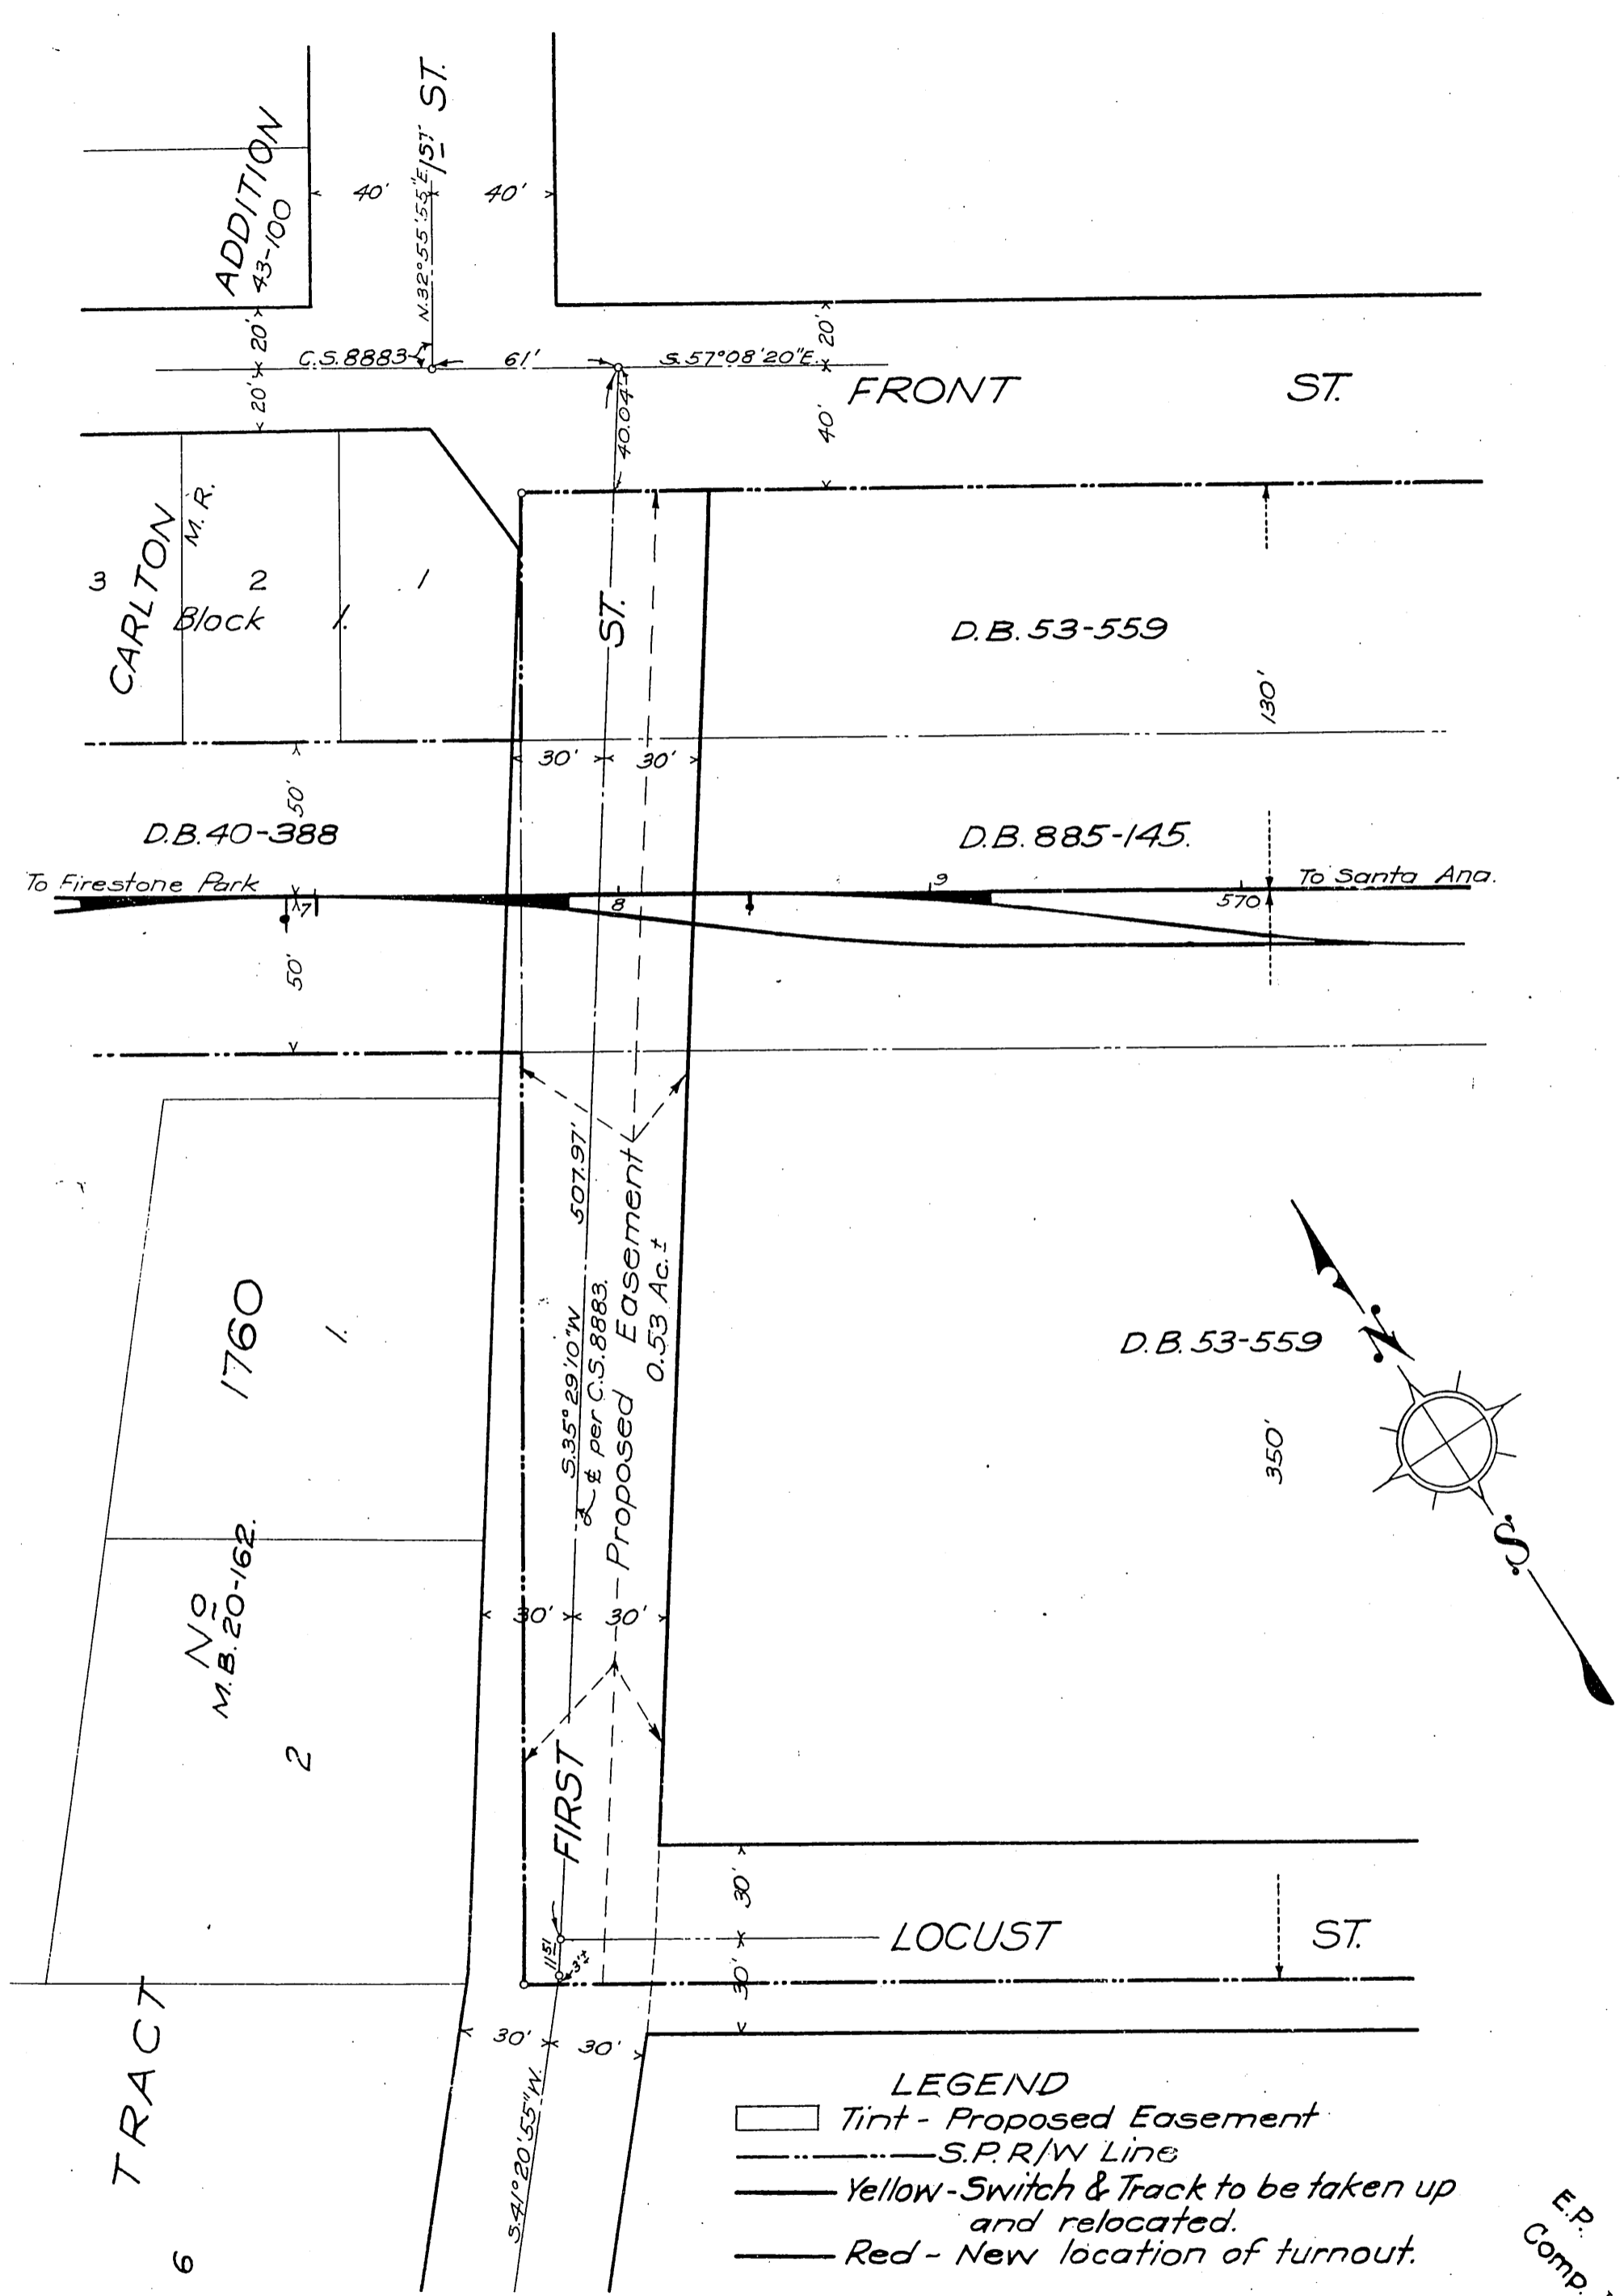 ADDITION
43-100
1ST ST.
N.32°55'55"E.
40'
40'
20'
20'
C.S.8883
61'
S.57°08'20"E.
20'
40'
40.04'
FRONT ST.
CARLTON
M.R.
3
2
1
Block 1.
ST.
D.B. 53-559
130'
30'
30'
50'
D.B.40-388
D.B. 885-145.
To Firestone Park
To Santa Ana.
7
8
9
570
50'
507.97'
S.35°29'10"W
℄ per C.S.8883.
Proposed Easement
0.53 Ac.±
1760
1.
D.B. 53-559
N
350'
S.
Nº
M.B. 20-162.
2
30'
30'
FIRST
30'
LOCUST ST.
11.51
3'±
30'
30'
30'
S.41°20'55"W.
TRACT
6
LEGEND
Tint - Proposed Easement
S.P. R/W Line
Yellow - Switch & Track to be taken up
and relocated.
Red - New location of turnout.
E.P.
Comp.